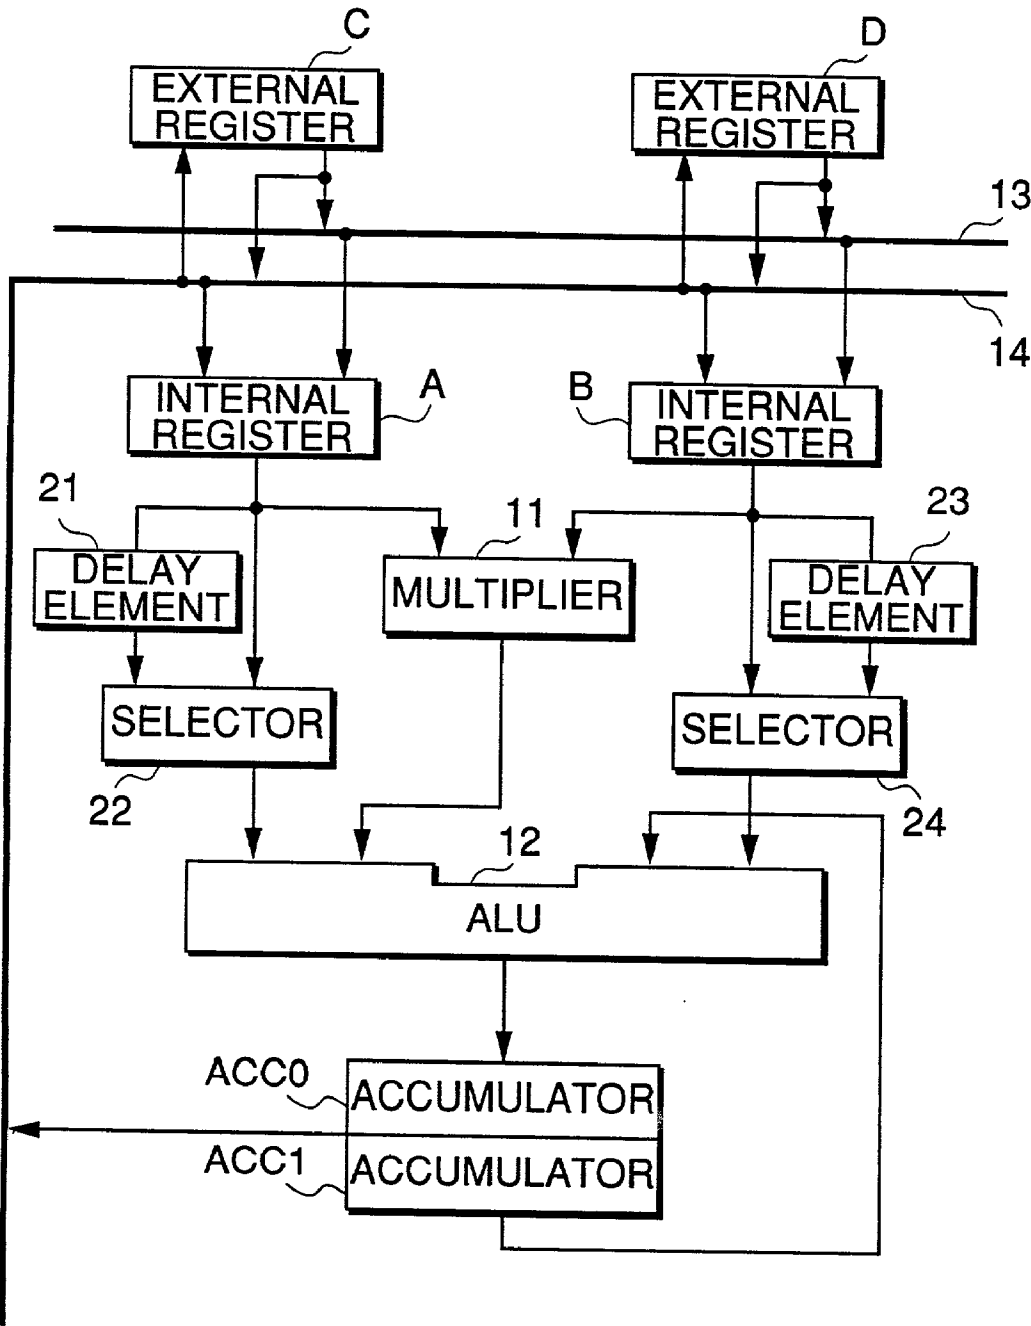 C
D
EXTERNAL
REGISTER
EXTERNAL
REGISTER
13
14
INTERNAL
REGISTER
A
B
INTERNAL
REGISTER
21
11
23
DELAY
ELEMENT
MULTIPLIER
DELAY
ELEMENT
SELECTOR
SELECTOR
22
24
12
ALU
ACC0
ACCUMULATOR
ACC1
ACCUMULATOR